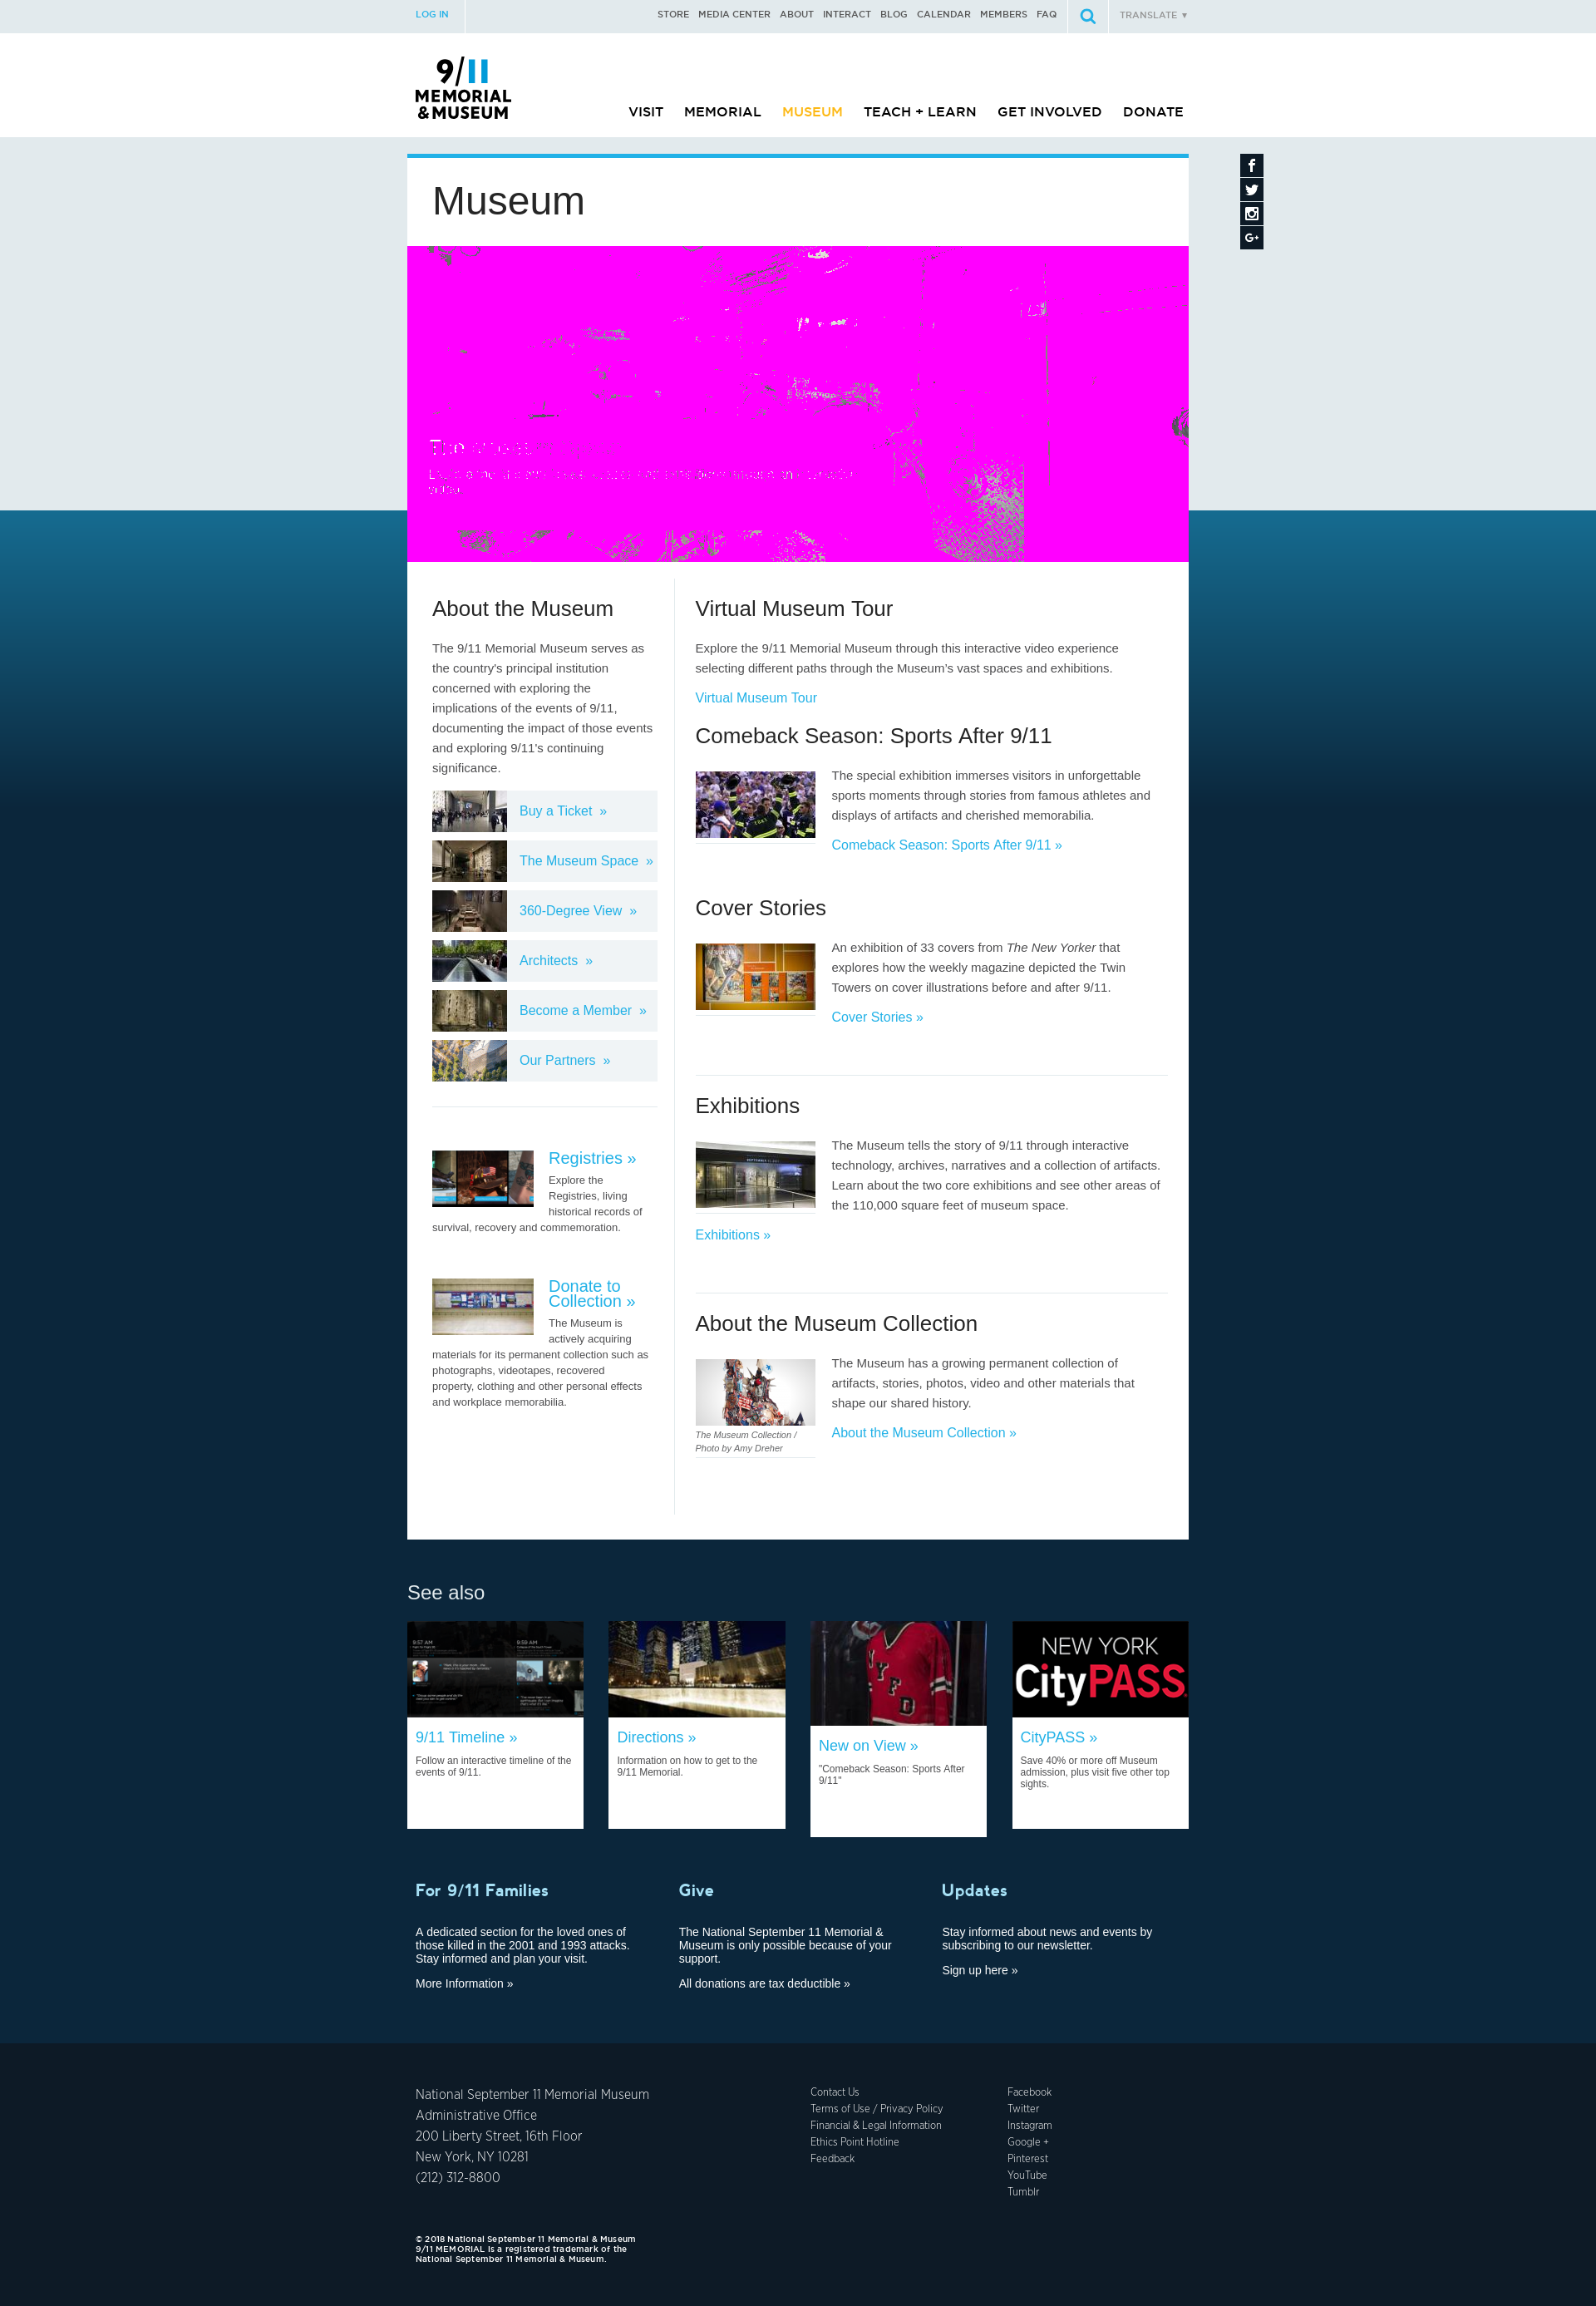 LOG IN
STORE MEDIA CENTER ABOUT INTERACT BLOG CALENDAR MEMBERS FAQ
TRANSLATE ▼
9/11
MEMORIAL
&MUSEUM
VISIT MEMORIAL MUSEUM TEACH + LEARN GET INVOLVED DONATE
Museum
About the Museum
The 9/11 Memorial Museum serves as
the country's principal institution
concerned with exploring the
implications of the events of 9/11,
documenting the impact of those events
and exploring 9/11's continuing
significance.
Buy a Ticket »
The Museum Space »
360-Degree View »
Architects »
Become a Member »
Our Partners »
Registries »
Explore the
Registries, living
historical records of
survival, recovery and commemoration.
Donate to
Collection »
The Museum is
actively acquiring
materials for its permanent collection such as
photographs, videotapes, recovered
property, clothing and other personal effects
and workplace memorabilia.
Virtual Museum Tour
Explore the 9/11 Memorial Museum through this interactive video experience
selecting different paths through the Museum's vast spaces and exhibitions.
Virtual Museum Tour
Comeback Season: Sports After 9/11
The special exhibition immerses visitors in unforgettable
sports moments through stories from famous athletes and
displays of artifacts and cherished memorabilia.
Comeback Season: Sports After 9/11 »
Cover Stories
An exhibition of 33 covers from The New Yorker that
explores how the weekly magazine depicted the Twin
Towers on cover illustrations before and after 9/11.
Cover Stories »
Exhibitions
The Museum tells the story of 9/11 through interactive
technology, archives, narratives and a collection of artifacts.
Learn about the two core exhibitions and see other areas of
the 110,000 square feet of museum space.
Exhibitions »
About the Museum Collection
The Museum has a growing permanent collection of
artifacts, stories, photos, video and other materials that
shape our shared history.
About the Museum Collection »
The Museum Collection /
Photo by Amy Dreher
See also
9:57 AM
9:59 AM
NYFD
NEW YORK
CityPASS
9/11 Timeline »
Follow an interactive timeline of the
events of 9/11.
Directions »
Information on how to get to the
9/11 Memorial.
New on View »
"Comeback Season: Sports After
9/11"
CityPASS »
Save 40% or more off Museum
admission, plus visit five other top
sights.
For 9/11 Families
A dedicated section for the loved ones of
those killed in the 2001 and 1993 attacks.
Stay informed and plan your visit.
More Information »
Give
The National September 11 Memorial &
Museum is only possible because of your
support.
All donations are tax deductible »
Updates
Stay informed about news and events by
subscribing to our newsletter.
Sign up here »
National September 11 Memorial Museum
Administrative Office
200 Liberty Street, 16th Floor
New York, NY 10281
(212) 312-8800
Contact Us
Terms of Use / Privacy Policy
Financial & Legal Information
Ethics Point Hotline
Feedback
Facebook
Twitter
Instagram
Google +
Pinterest
YouTube
Tumblr
© 2018 National September 11 Memorial & Museum
9/11 MEMORIAL is a registered trademark of the
National September 11 Memorial & Museum.